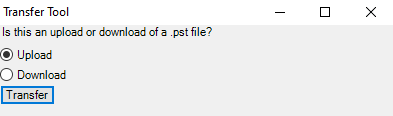 Transfer Tool
Is this an upload or download of a .pst file?
Upload
Download
Transfer